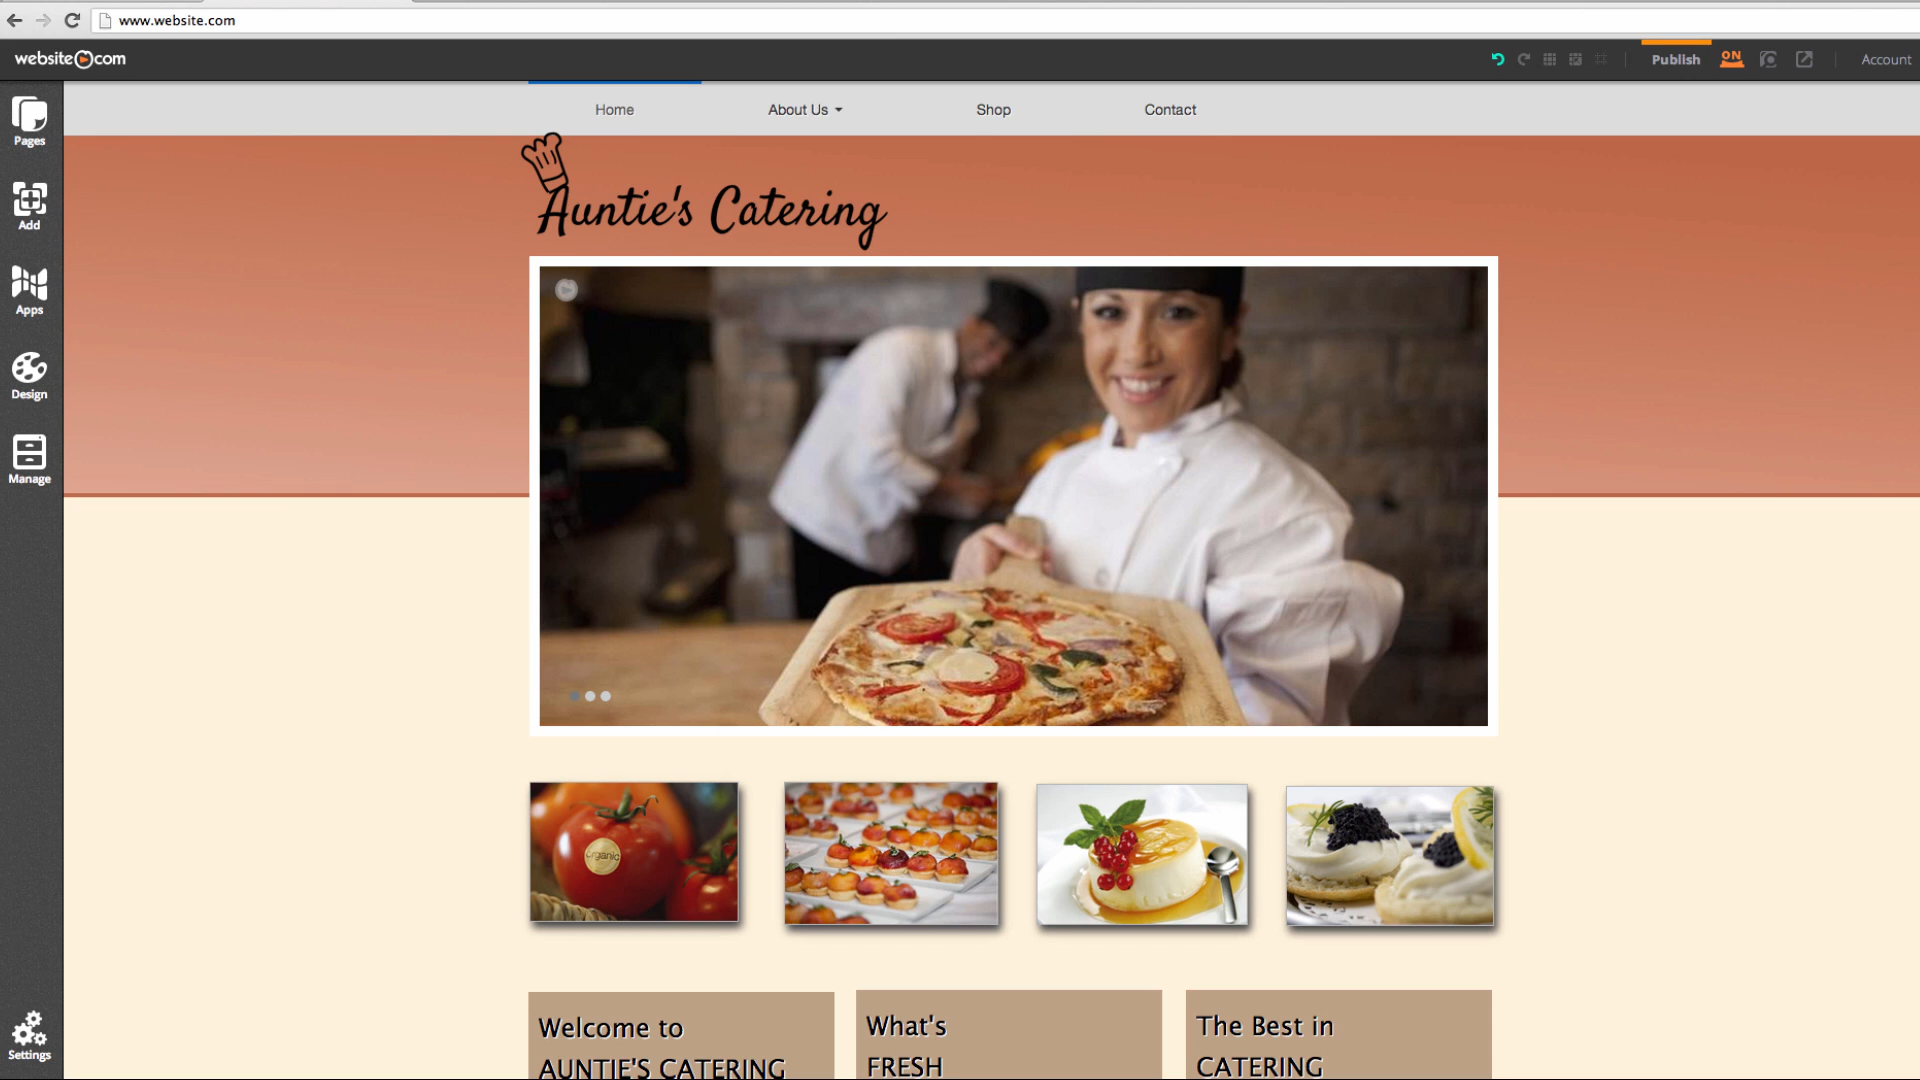 www.website.com
website.com
Publish
ON
Account
Pages
Add
Apps
Design
Manage
Settings
Home
About Us
Shop
Contact
Auntie's Catering
organic
Welcome to
AUNTIE'S CATERING
What's
FRESH
The Best in
CATERING